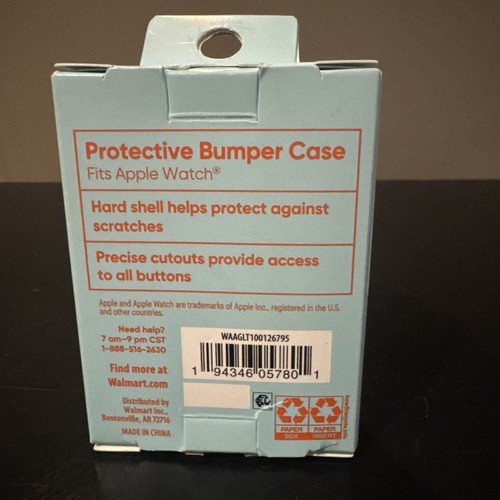 Protective Bumper Case
Fits Apple Watch®
Hard shell helps protect against
scratches
Precise cutouts provide access
to all buttons
Apple and Apple Watch are trademarks of Apple Inc., registered in the U.S.
and other countries.
Need help?
7 am–9 pm CST
1-888-516-2630
Find more at
Walmart.com
Distributed by
Walmart Inc.,
Bentonville, AR 72716
MADE IN CHINA
WAAGLT100126795
1 94346 05780 1
PAPER
BOX
PAPER
INSERT